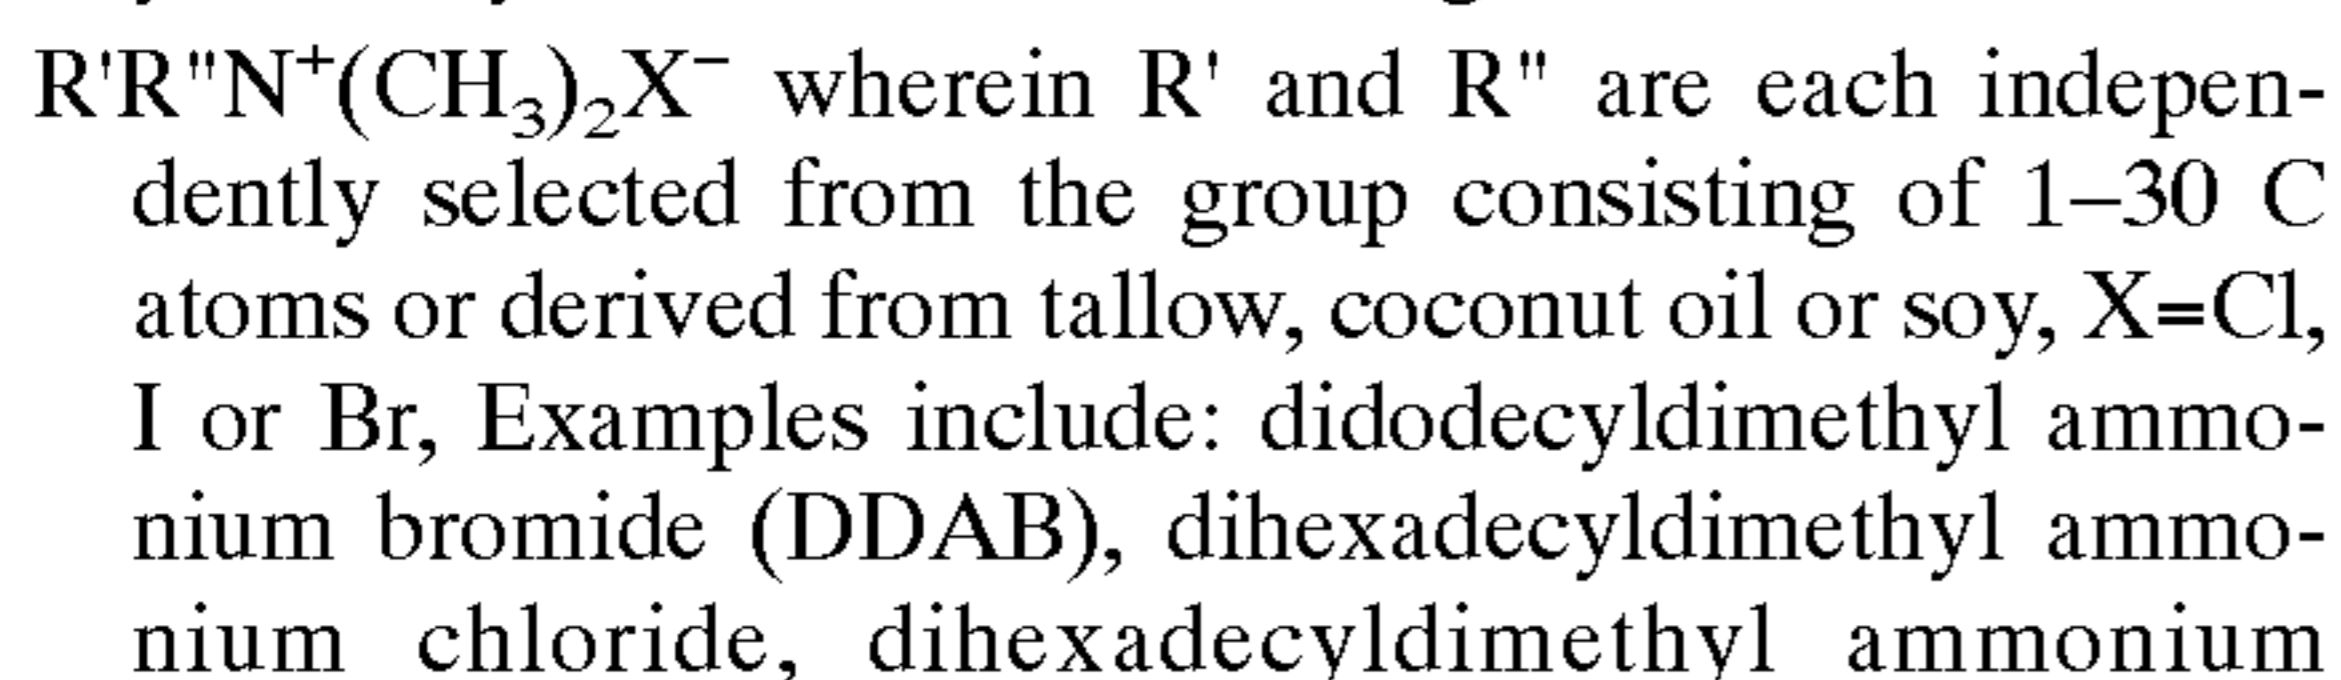 R'R"N⁺(CH₃)₂X⁻ wherein R' and R" are each indepen-
dently selected from the group consisting of 1–30 C
atoms or derived from tallow, coconut oil or soy, X=Cl,
I or Br, Examples include: didodecyldimethyl ammo-
nium bromide (DDAB), dihexadecyldimethyl ammo-
nium chloride, dihexadecyldimethyl ammonium